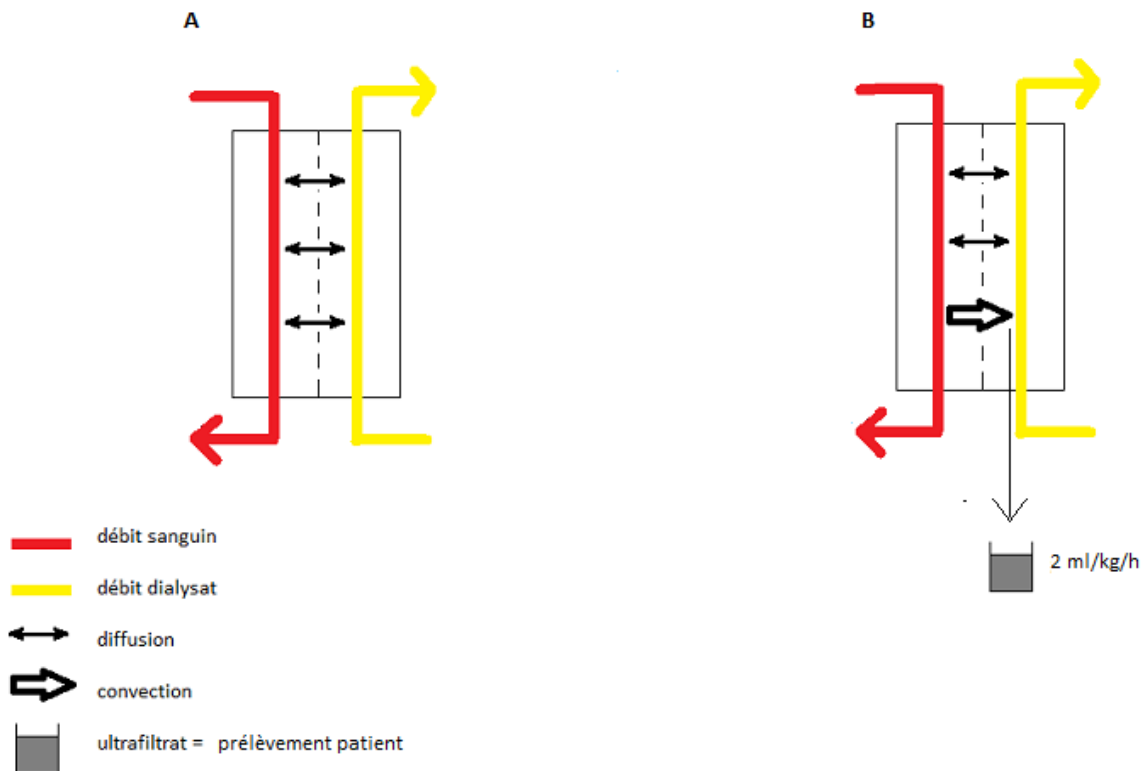 A
B
2 ml/kg/h
débit sanguin
débit dialysat
diffusion
convection
ultrafiltrat = prélèvement patient